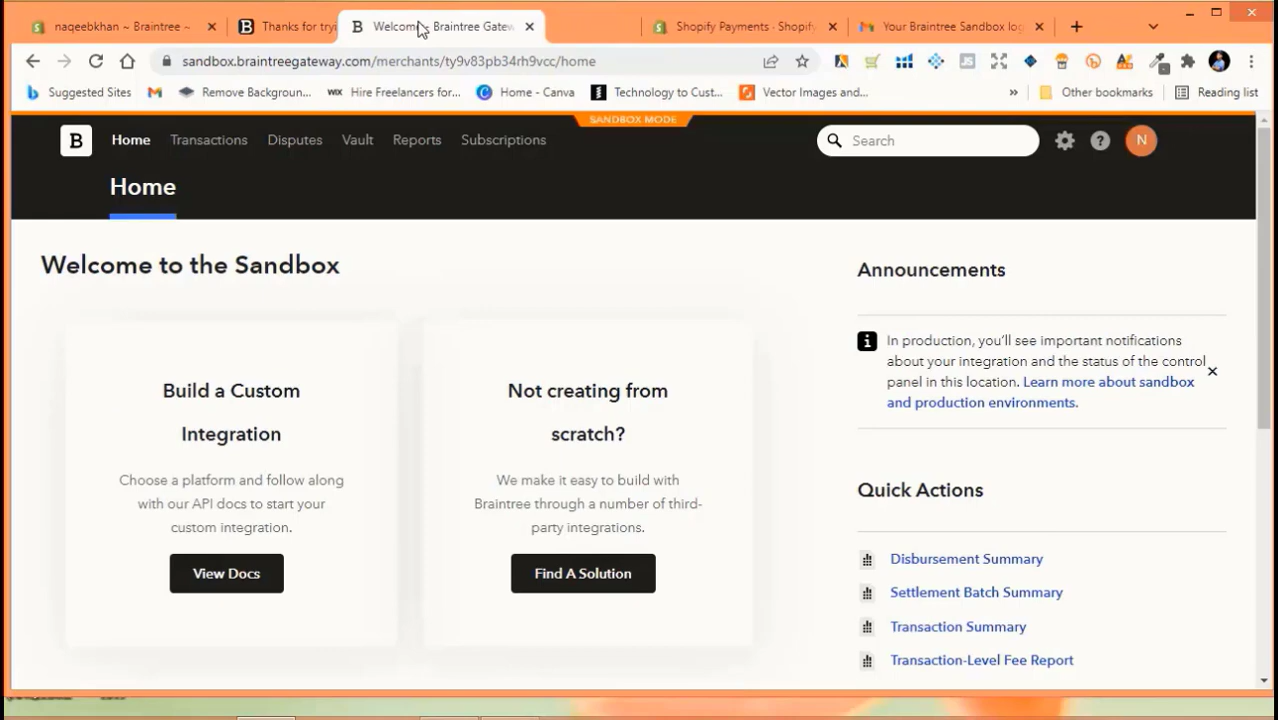 naqeebkhan ~ Braintree ~
Thanks for tryi
Welcome
Braintree Gatew
Shopify Payments · Shopif
Your Braintree Sandbox log
sandbox.braintreegateway.com/merchants/ty9v83pb34rh9vcc/home
Suggested Sites
Remove Backgroun...
WIX Hire Freelancers for...
Home - Canva
Technology to Cust...
Vector Images and...
»
Other bookmarks
Reading list
SANDBOX MODE
B
Home
Transactions
Disputes
Vault
Reports
Subscriptions
Search
N
Home
Welcome to the Sandbox
Build a Custom
Integration
Choose a platform and follow along
with our API docs to start your
custom integration.
View Docs
Not creating from
scratch?
We make it easy to build with
Braintree through a number of third-
party integrations.
Find A Solution
Announcements
In production, you'll see important notifications
about your integration and the status of the control
panel in this location. Learn more about sandbox
and production environments.
Quick Actions
Disbursement Summary
Settlement Batch Summary
Transaction Summary
Transaction-Level Fee Report